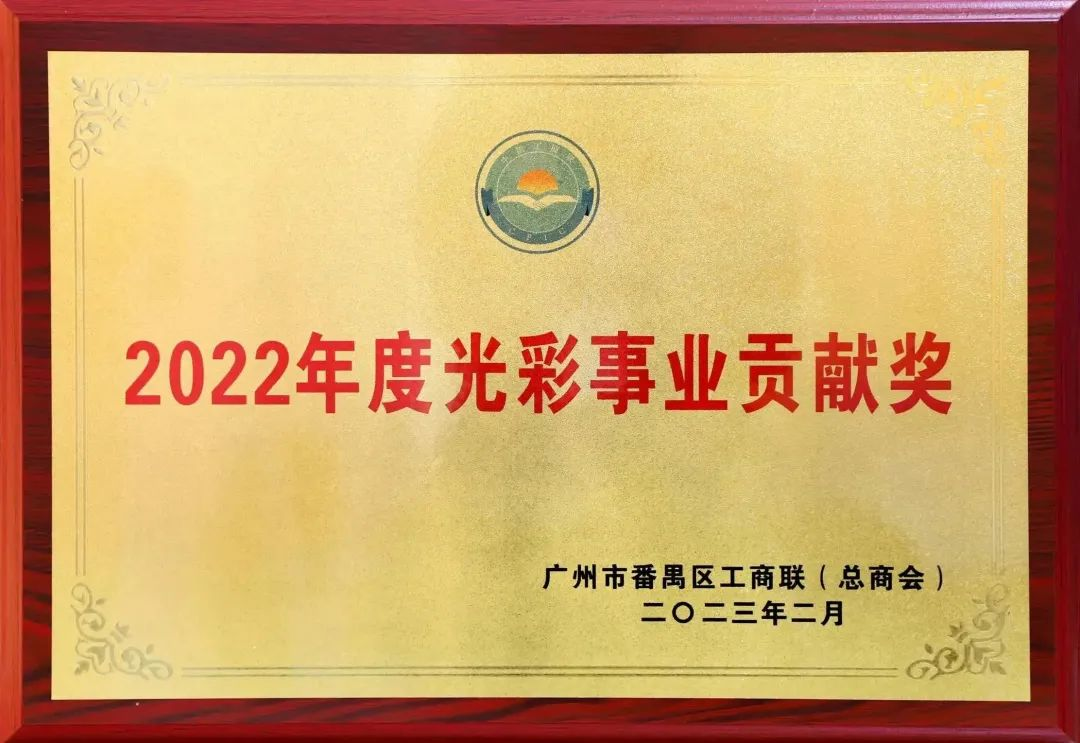 CPIC
2022年度光彩事业贡献奖
广州市番禺区工商联（总商会）
二〇二三年二月